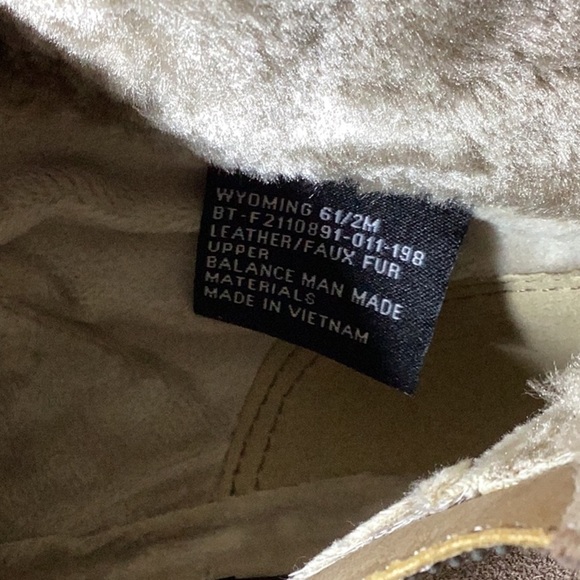 WYOMING 61/2M
BT-F2110891-011-198
LEATHER/FAUX FUR
UPPER
BALANCE MAN MADE
MATERIALS
MADE IN VIETNAM